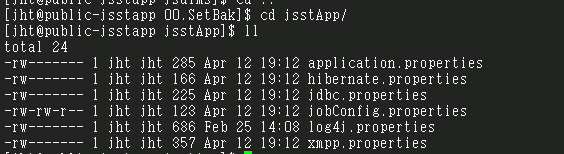 [jht@public-jsstapp 00.SetBak]$ cd jsstApp/
[jht@public-jsstapp jsstApp]$ ll
total 24
-rw------- 1 jht jht 285 Apr 12 19:12 application.properties
-rw------- 1 jht jht 166 Apr 12 19:12 hibernate.properties
-rw------- 1 jht jht 225 Apr 12 19:12 jdbc.properties
-rw-rw-r-- 1 jht jht 123 Apr 12 19:12 jobConfig.properties
-rw------- 1 jht jht 686 Feb 25 14:08 log4j.properties
-rw------- 1 jht jht 357 Apr 12 19:12 xmpp.properties